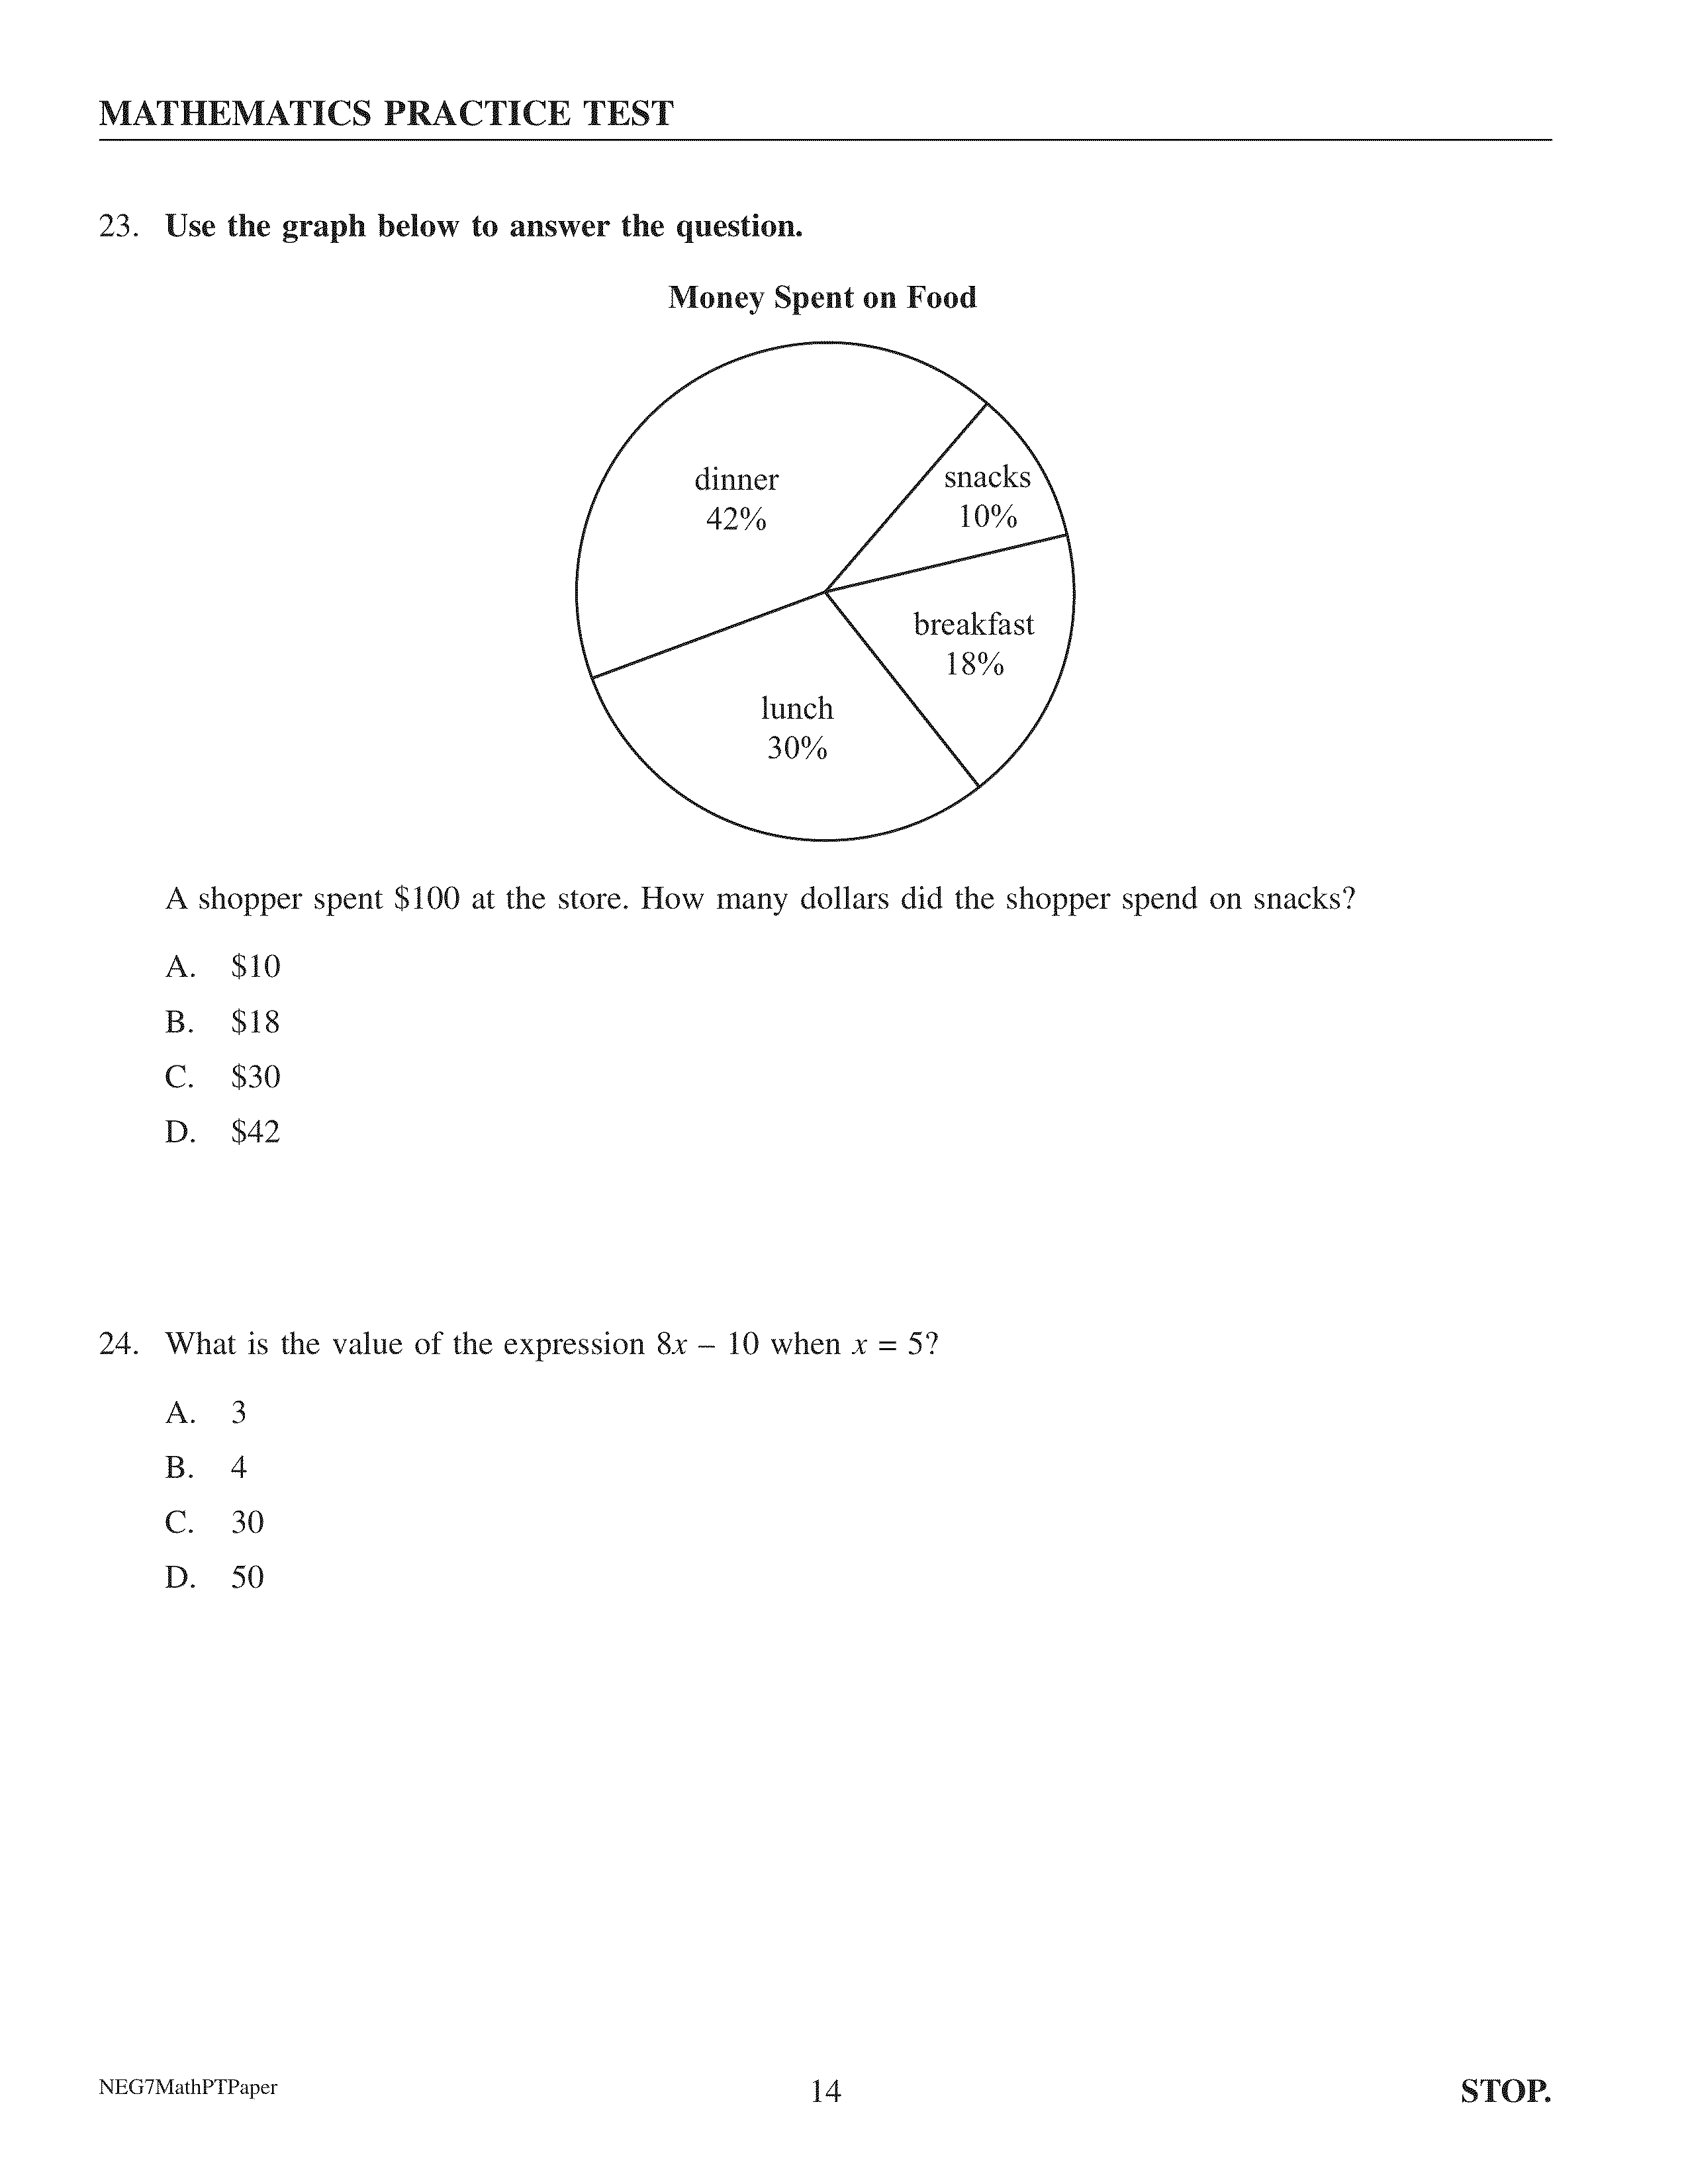 MATHEMATICS PRACTICE TEST
23. Use the graph below to answer the question.
Money Spent on Food
dinner
42%
snacks
10%
breakfast
18%
lunch
30%
A shopper spent $100 at the store. How many dollars did the shopper spend on snacks?
A. $10
B. $18
C. $30
D. $42
24. What is the value of the expression 8x – 10 when x = 5?
A. 3
B. 4
C. 30
D. 50
NEG7MathPTPaper
14
STOP.